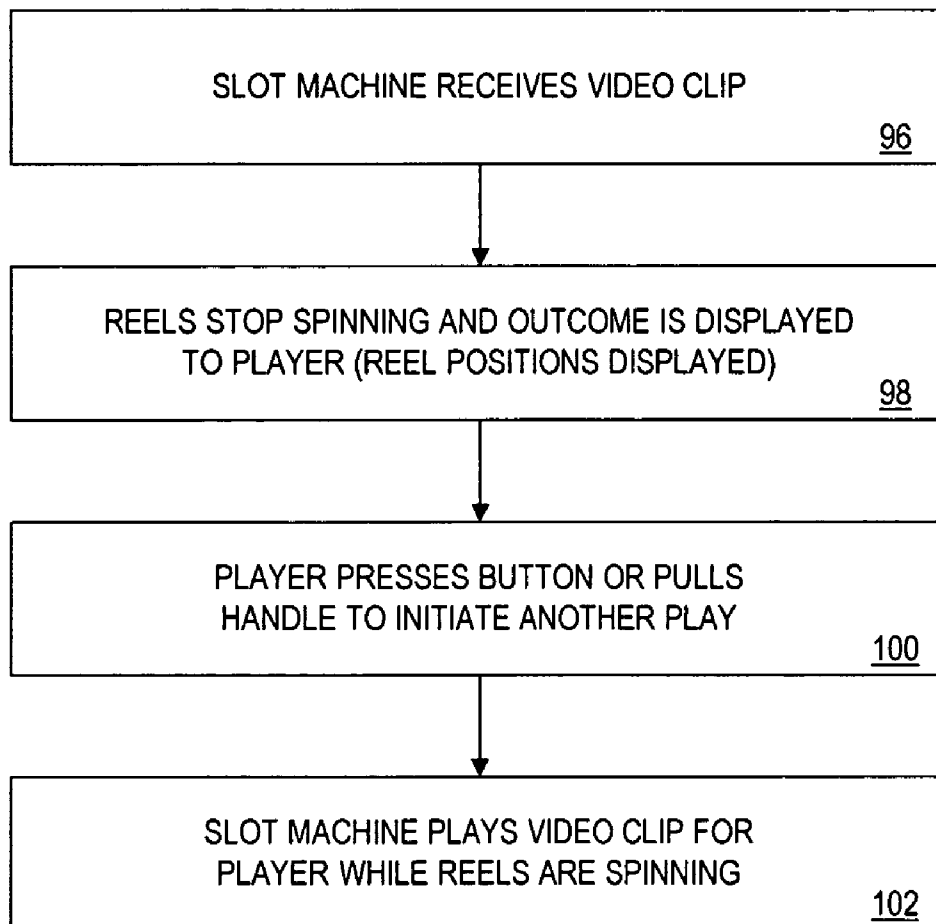 SLOT MACHINE RECEIVES VIDEO CLIP
96
REELS STOP SPINNING AND OUTCOME IS DISPLAYED
TO PLAYER (REEL POSITIONS DISPLAYED)
98
PLAYER PRESSES BUTTON OR PULLS
HANDLE TO INITIATE ANOTHER PLAY
100
SLOT MACHINE PLAYS VIDEO CLIP FOR
PLAYER WHILE REELS ARE SPINNING
102